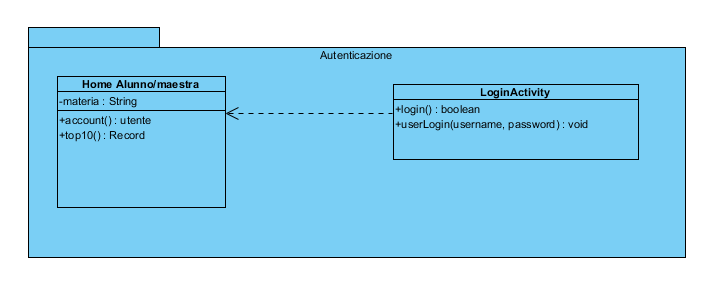 Autenticazione
Home Alunno/maestra
-materia : String
+account() : utente
+top10() : Record
LoginActivity
+login() : boolean
+userLogin(username, password) : void